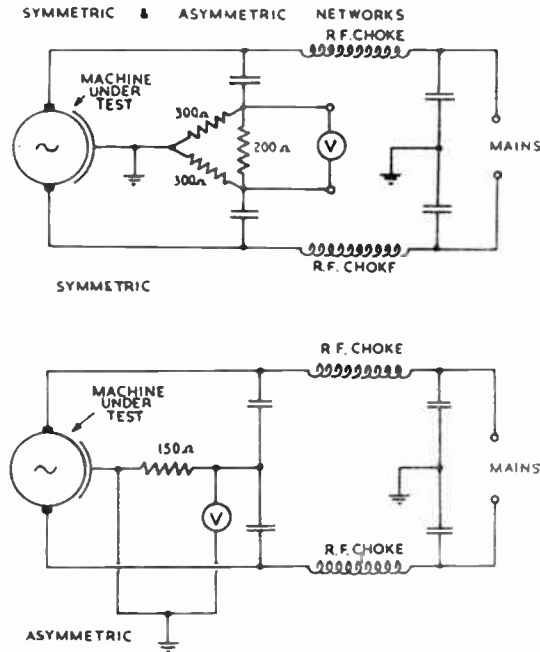 SYMMETRIC & ASYMMETRIC NETWORKS
R.F. CHOKE
MACHINE
UNDER
TEST
300Ω
200Ω
300Ω
V
MAINS
R.F. CHOKE
SYMMETRIC
R.F. CHOKE
MACHINE
UNDER
TEST
150Ω
V
MAINS
R.F. CHOKE
ASYMMETRIC